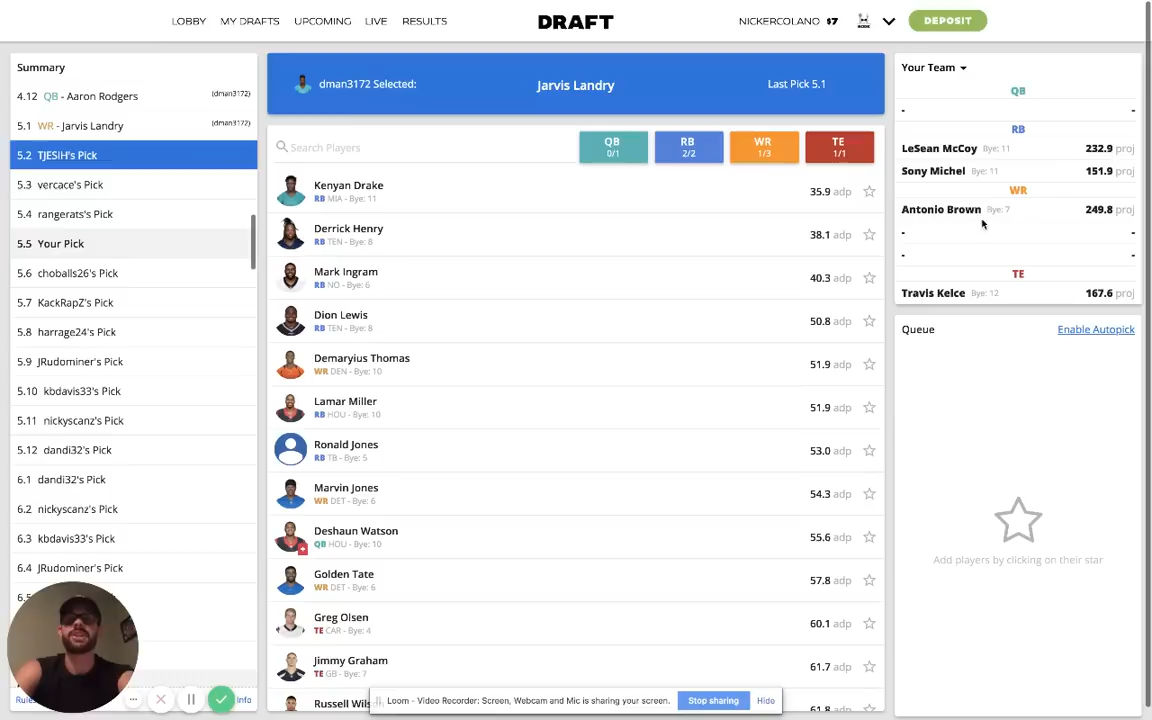 LOBBY MY DRAFTS UPCOMING LIVE RESULTS DRAFT NICKERCOLANO $7 DEPOSIT
Summary
4.12 QB - Aaron Rodgers (dman3172)
5.1 WR - Jarvis Landry (dman3172)
5.2 TJESIH's Pick
5.3 vercace's Pick
5.4 rangerats's Pick
5.5 Your Pick
5.6 choballs26's Pick
5.7 KackRapZ's Pick
5.8 harrage24's Pick
5.9 JRudominer's Pick
5.10 kbdavis33's Pick
5.11 nickyscanz's Pick
5.12 dandi32's Pick
6.1 dandi32's Pick
6.2 nickyscanz's Pick
6.3 kbdavis33's Pick
6.4 JRudominer's Pick
Rules
Info
dman3172 Selected: Jarvis Landry Last Pick 5.1
Search Players
QB
0/1
RB
2/2
WR
1/3
TE
1/1
Kenyan Drake
RB MIA - Bye: 11
35.9 adp
Derrick Henry
RB TEN - Bye: 8
38.1 adp
Mark Ingram
RB NO - Bye: 6
40.3 adp
Dion Lewis
RB TEN - Bye: 8
50.8 adp
Demaryius Thomas
WR DEN - Bye: 10
51.9 adp
Lamar Miller
RB HOU - Bye: 10
51.9 adp
Ronald Jones
RB TB - Bye: 5
53.0 adp
Marvin Jones
WR DET - Bye: 6
54.3 adp
Deshaun Watson
QB HOU - Bye: 10
55.6 adp
Golden Tate
WR DET - Bye: 6
57.8 adp
Greg Olsen
TE CAR - Bye: 4
60.1 adp
Jimmy Graham
TE GB - Bye: 7
61.7 adp
Russell
61.8 adp
Loom - Video Recorder: Screen, Webcam and Mic is sharing your screen. Stop sharing Hide
Your Team
QB
- -
RB
LeSean McCoy Bye: 11 232.9 proj
Sony Michel Bye: 11 151.9 proj
WR
Antonio Brown Bye: 7 249.8 proj
- -
- -
TE
Travis Kelce Bye: 12 167.6 proj
Queue Enable Autopick
Add players by clicking on their star